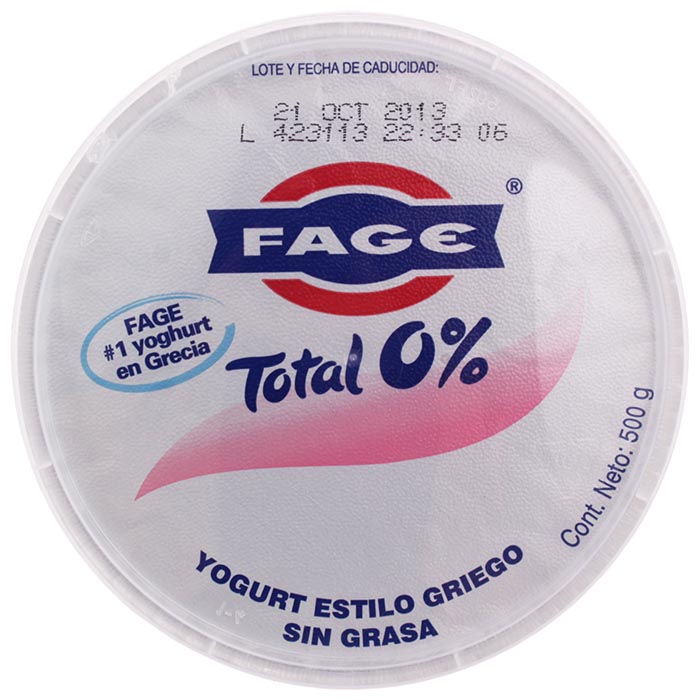 LOTE Y FECHA DE CADUCIDAD:
21 OCT 2013
L 423113 22:33 06
FAGE ®
FAGE
#1 yoghurt
en Grecia
Total 0%
Cont. Neto: 500 g
YOGURT ESTILO GRIEGO
SIN GRASA